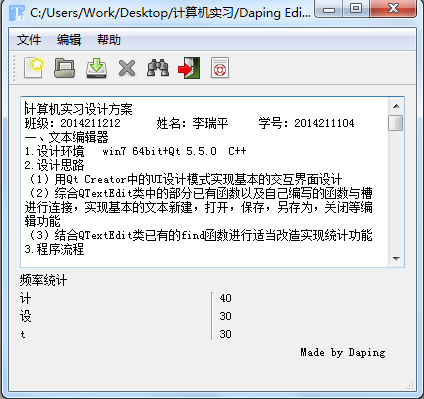 C:/Users/Work/Desktop/计算机实习/Daping Edi...
文件 编辑 帮助
计算机实习设计方案
班级：2014211212 姓名：李瑞平 学号：2014211104
一、文本编辑器
1.设计环境 win7 64bit+Qt 5.5.0 C++
2.设计思路
（1）用Qt Creator中的UI设计模式实现基本的交互界面设计
（2）综合QTextEdit类中的部分已有函数以及自己编写的函数与槽
进行连接，实现基本的文本新建，打开，保存，另存为，关闭等编
辑功能
（3）结合QTextEdit类已有的find函数进行适当改造实现统计功能
3.程序流程
频率统计
计 40
设 30
t 30
Made by Daping